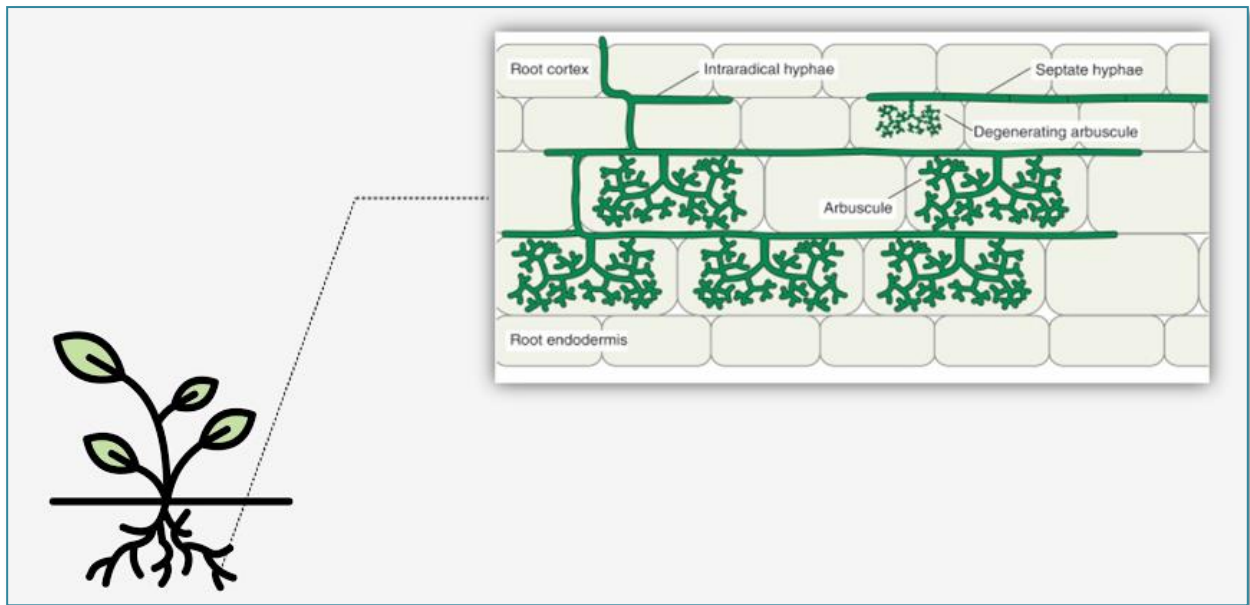 Root cortex
Intraradical hyphae
Septate hyphae
Degenerating arbuscule
Arbuscule
Root endodermis